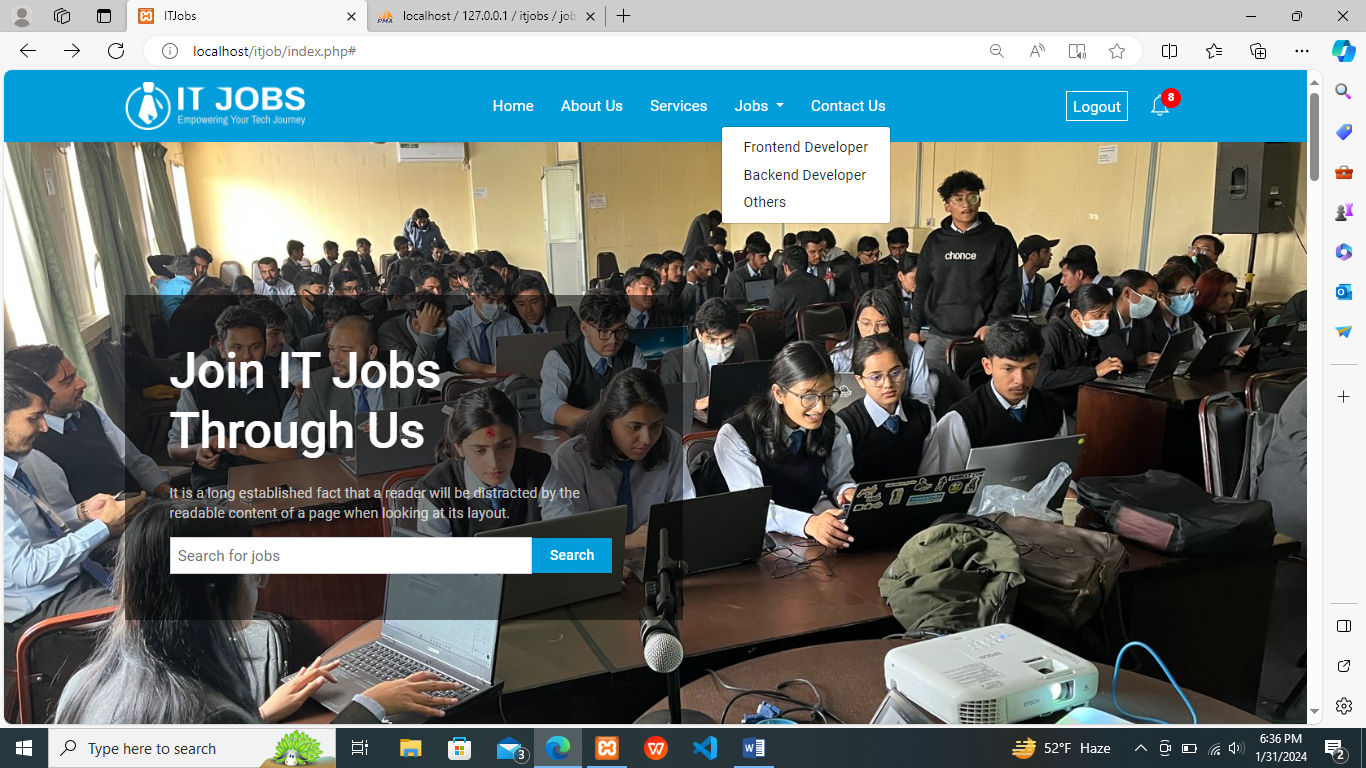 ITJobs
localhost / 127.0.0.1 / itjobs / job
localhost/itjob/index.php#
IT JOBS
Empowering Your Tech Journey
Home
About Us
Services
Jobs
Contact Us
Logout
8
Frontend Developer
Backend Developer
Others
chonce
Join IT Jobs
Through Us
It is a long established fact that a reader will be distracted by the
readable content of a page when looking at its layout.
Search for jobs
Search
acer
EPSON
EPSON
Type here to search
3
52°F Haze
6:36 PM
1/31/2024
2